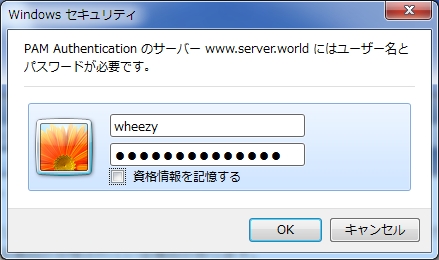 Windows セキュリティ
PAM Authentication のサーバー www.server.world にはユーザー名と
パスワードが必要です。
wheezy
●●●●●●●●●●●●●●
資格情報を記憶する
OK
キャンセル